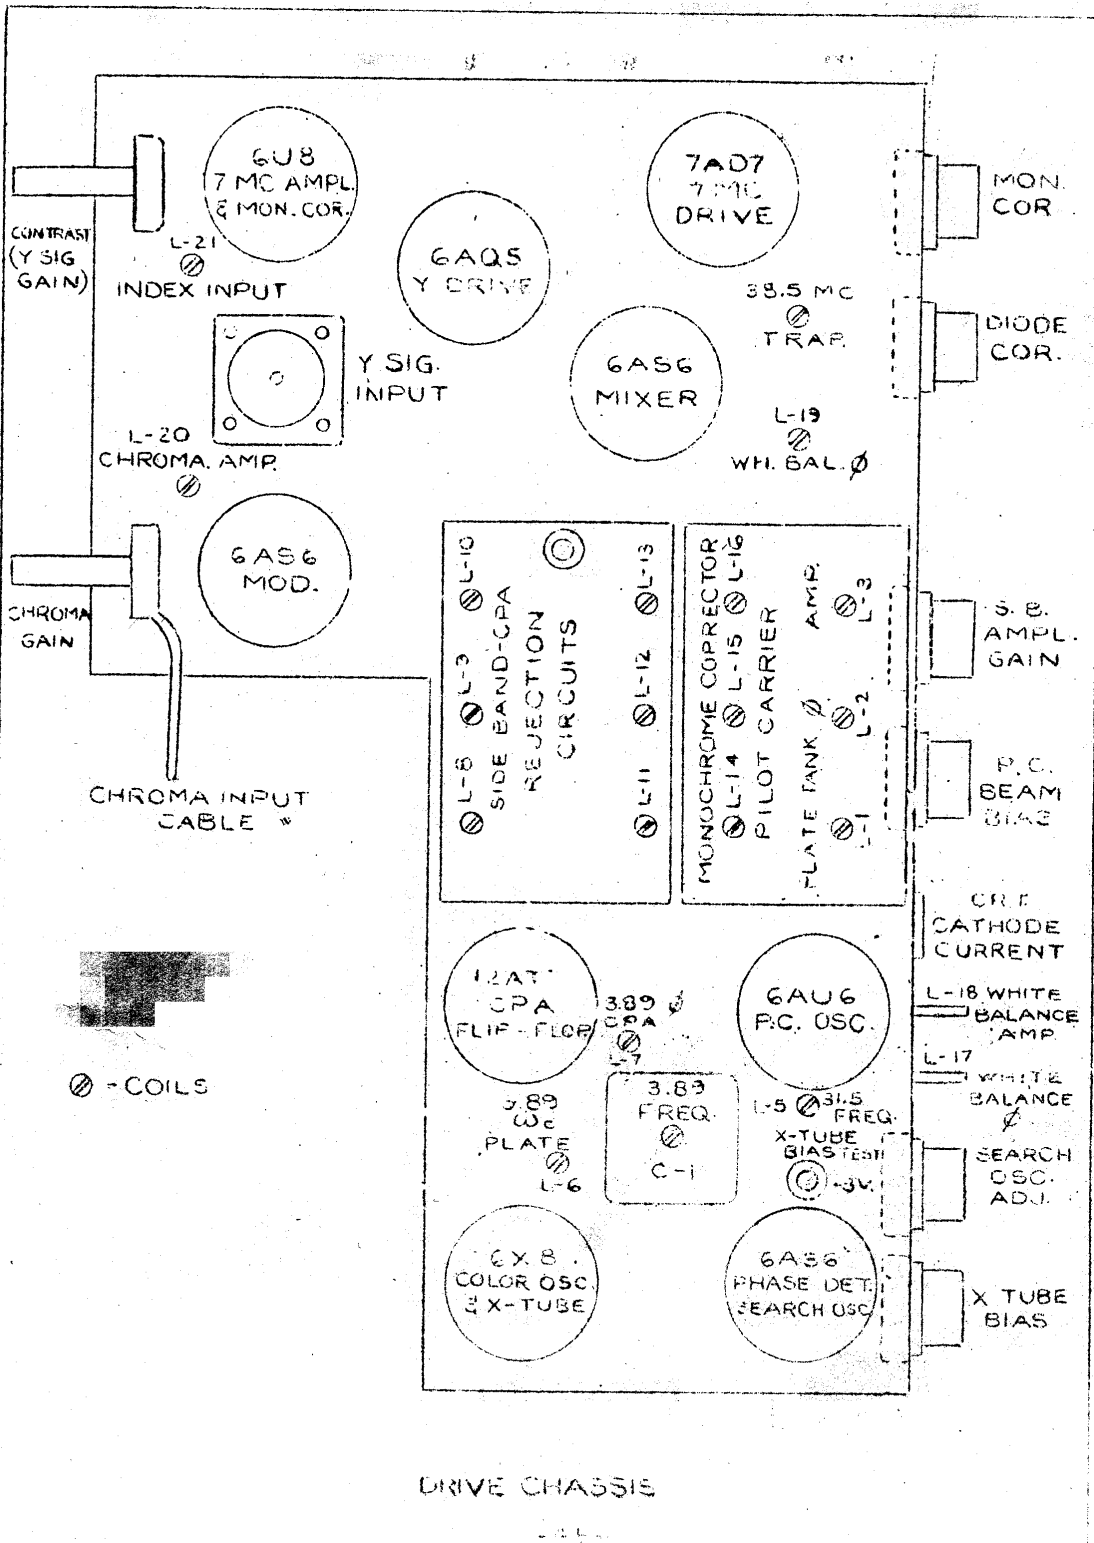 6U8
7 MC AMPL.
& MON. COR.
7AD7
7 MC
DRIVE
MON.
COR
CONTRAST
(Y SIG
GAIN)
L-21
INDEX INPUT
6AQ5
Y DRIVE
38.5 MC
TRAP.
DIODE
COR.
Y SIG.
INPUT
6AS6
MIXER
L-19
WH. BAL. Ø
L-20
CHROMA. AMP.
6AS6
MOD.
CHROMA
GAIN
CHROMA INPUT
CABLE
L-10
L-9
L-8
SIDE BAND-CPA
REJECTION
CIRCUITS
L-13
L-12
L-11
MONOCHROME CORRECTOR
L-16
L-15
L-14
PILOT CARRIER
PLATE TANK Ø AMP.
L-3
L-2
L-1
S.B.
AMPL.
GAIN
P.C.
BEAM
BIAS
CATHODE
CURRENT
L-18 WHITE
BALANCE
AMP
L-17
WHITE
BALANCE
Ø
SEARCH
OSC.
ADJ.
X TUBE
BIAS
CPA
FLIP-FLOP
3.89 Ø
CPA
L-7
6AU6
P.C. OSC.
⊘ - COILS
3.89
ωc
PLATE
L-6
3.89
FREQ.
C-1
L-5
31.5
FREQ.
X-TUBE
BIAS TEST
-3V.
6X8
COLOR OSC.
& X-TUBE
6AS6
PHASE DET.
SEARCH OSC
DRIVE CHASSIS